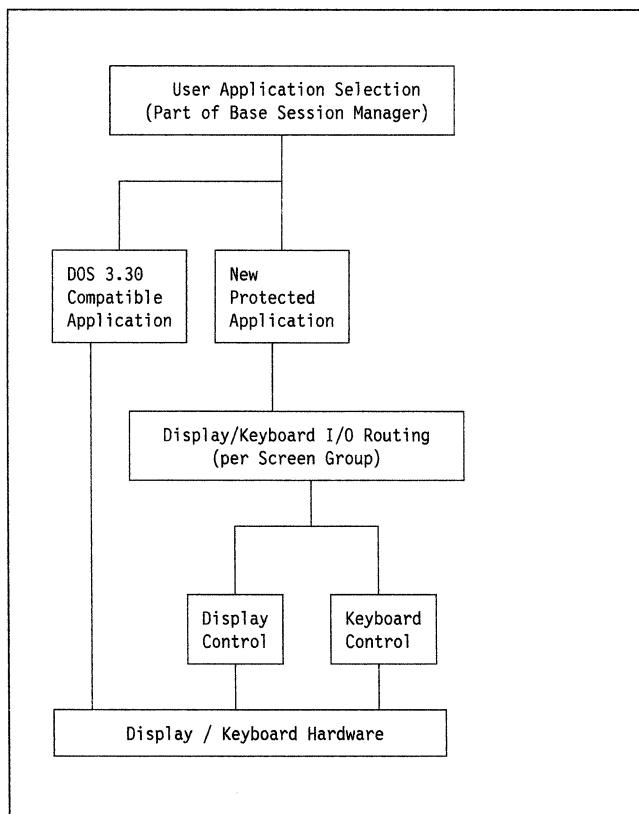 User Application Selection
(Part of Base Session Manager)
DOS 3.30
Compatible
Application
New
Protected
Application
Display/Keyboard I/O Routing
(per Screen Group)
Display
Control
Keyboard
Control
Display / Keyboard Hardware